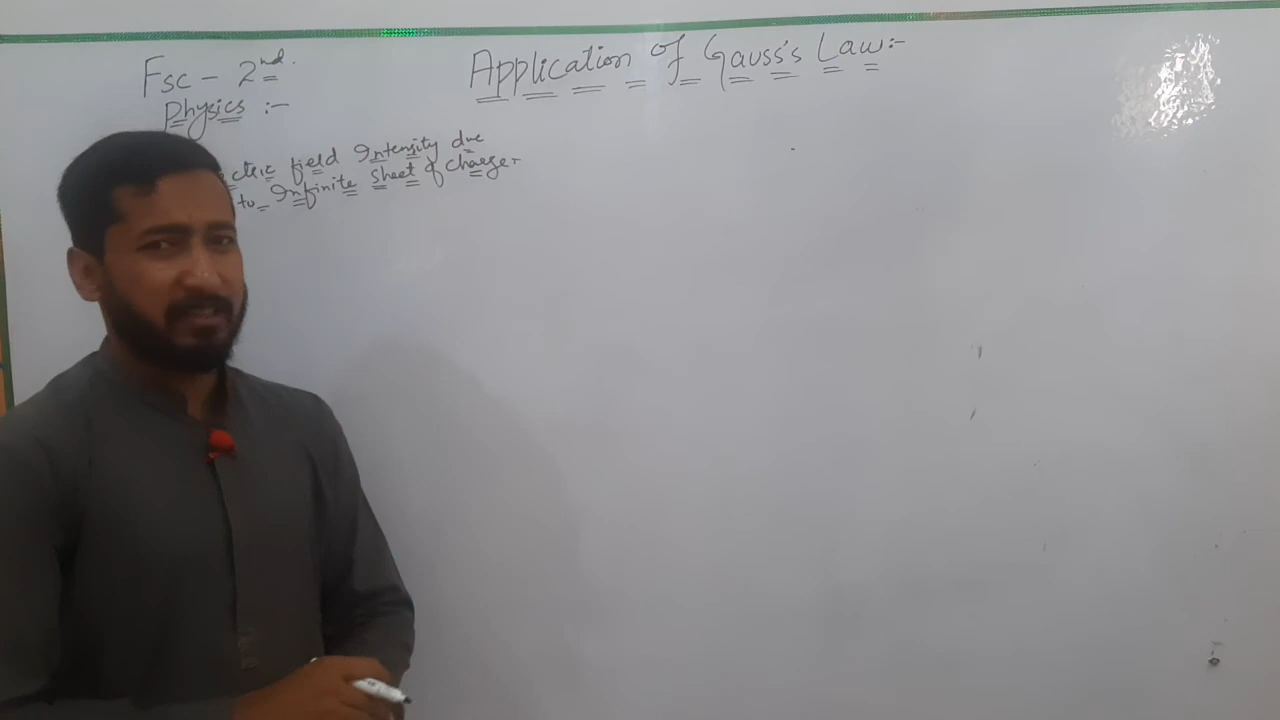 Fsc - 2nd.
Physics :-
Application of Gauss's Law:-
ctric field Intensity due
to Infinite Sheet of charge-